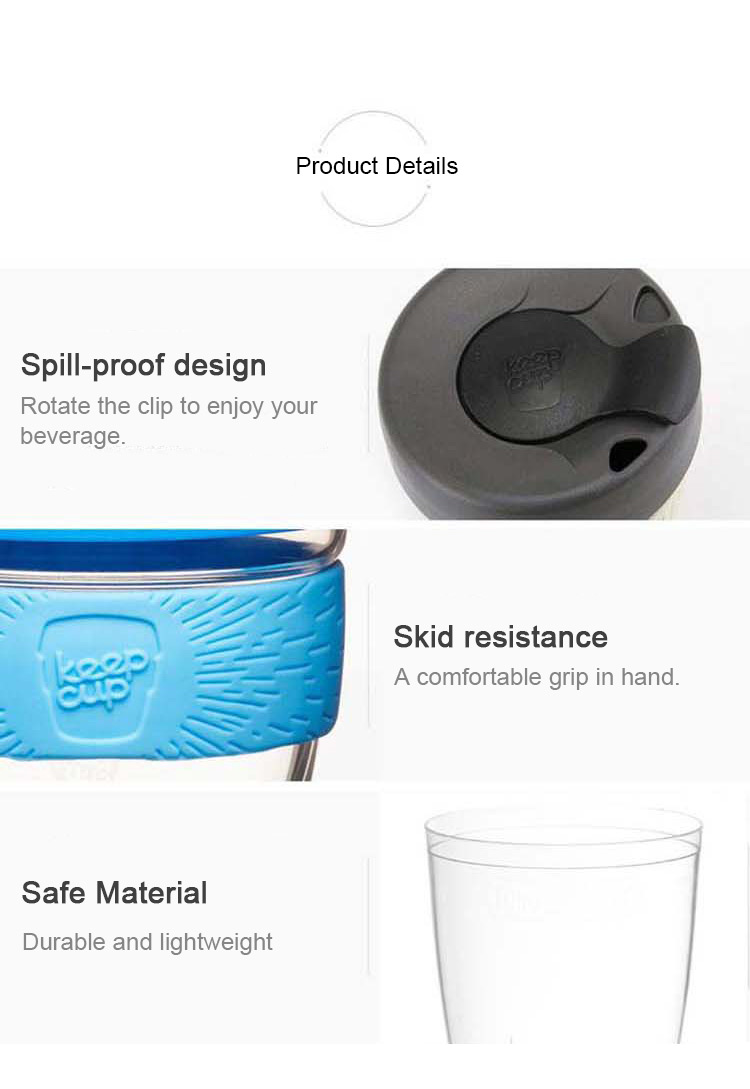 Product Details
Spill-proof design
Rotate the clip to enjoy your
beverage.
keep
cup
keep
cup
Skid resistance
A comfortable grip in hand.
Safe Material
Durable and lightweight